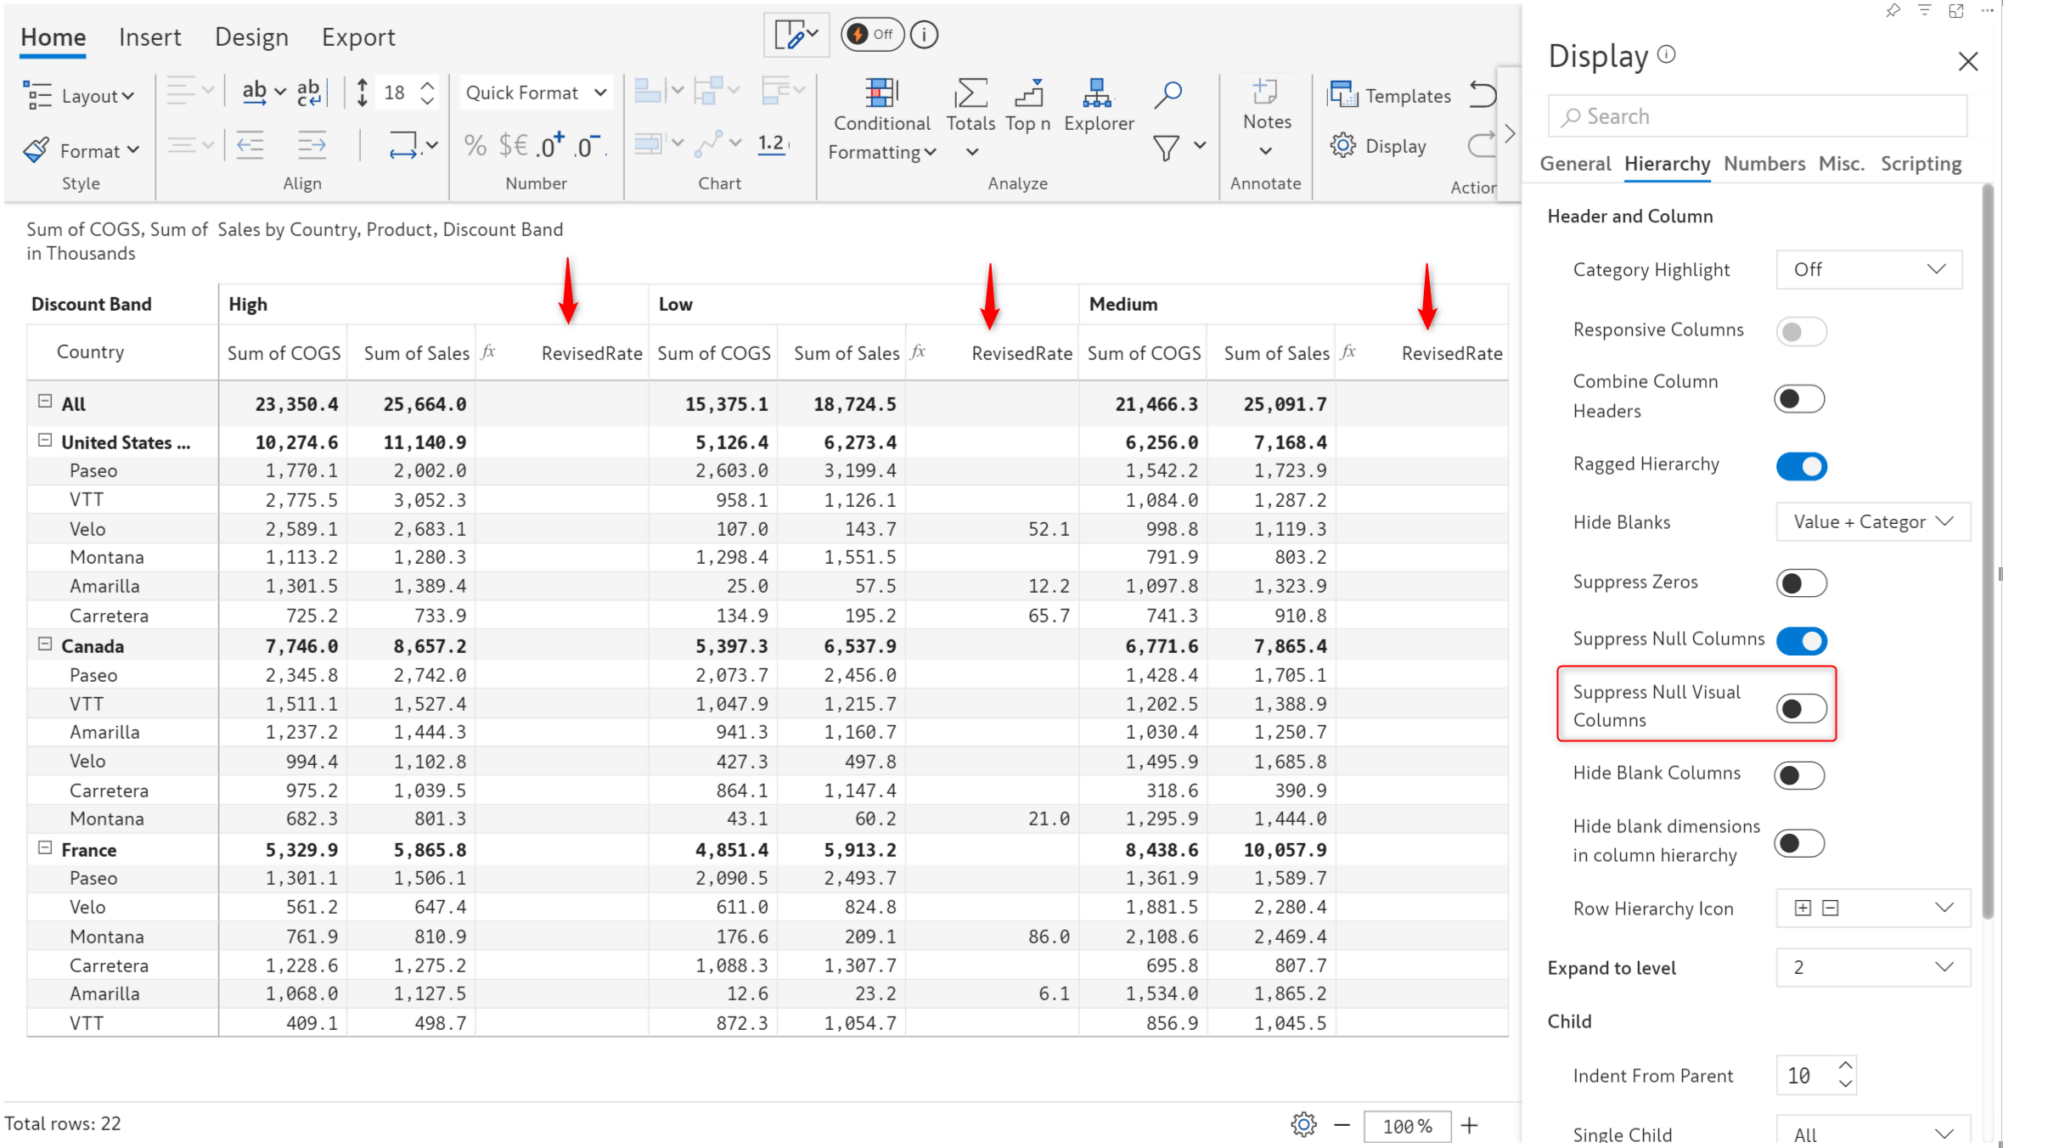 Home Insert Design Export Off
Layout ab ab c 18 Quick Format Templates
Format % $€ .0+ .0- 1.2 Conditional Formatting Totals Top n Explorer Notes Display
Style Align Number Chart Analyze Annotate Action
Sum of COGS, Sum of  Sales by Country, Product, Discount Band
in Thousands
Discount Band High Low Medium
Country Sum of COGS Sum of Sales fx RevisedRate Sum of COGS Sum of Sales fx RevisedRate Sum of COGS Sum of Sales fx RevisedRate
All 23,350.4 25,664.0 15,375.1 18,724.5 21,466.3 25,091.7
United States ... 10,274.6 11,140.9 5,126.4 6,273.4 6,256.0 7,168.4
Paseo 1,770.1 2,002.0 2,603.0 3,199.4 1,542.2 1,723.9
VTT 2,775.5 3,052.3 958.1 1,126.1 1,084.0 1,287.2
Velo 2,589.1 2,683.1 107.0 143.7 52.1 998.8 1,119.3
Montana 1,113.2 1,280.3 1,298.4 1,551.5 791.9 803.2
Amarilla 1,301.5 1,389.4 25.0 57.5 12.2 1,097.8 1,323.9
Carretera 725.2 733.9 134.9 195.2 65.7 741.3 910.8
Canada 7,746.0 8,657.2 5,397.3 6,537.9 6,771.6 7,865.4
Paseo 2,345.8 2,742.0 2,073.7 2,456.0 1,428.4 1,705.1
VTT 1,511.1 1,527.4 1,047.9 1,215.7 1,202.5 1,388.9
Amarilla 1,237.2 1,444.3 941.3 1,160.7 1,030.4 1,250.7
Velo 994.4 1,102.8 427.3 497.8 1,495.9 1,685.8
Carretera 975.2 1,039.5 864.1 1,147.4 318.6 390.9
Montana 682.3 801.3 43.1 60.2 21.0 1,295.9 1,444.0
France 5,329.9 5,865.8 4,851.4 5,913.2 8,438.6 10,057.9
Paseo 1,301.1 1,506.1 2,090.5 2,493.7 1,361.9 1,589.7
Velo 561.2 647.4 611.0 824.8 1,881.5 2,280.4
Montana 761.9 810.9 176.6 209.1 86.0 2,108.6 2,469.4
Carretera 1,228.6 1,275.2 1,088.3 1,307.7 695.8 807.7
Amarilla 1,068.0 1,127.5 12.6 23.2 6.1 1,534.0 1,865.2
VTT 409.1 498.7 872.3 1,054.7 856.9 1,045.5
Total rows: 22 100%
Display
Search
General Hierarchy Numbers Misc. Scripting
Header and Column
Category Highlight Off
Responsive Columns
Combine Column
Headers
Ragged Hierarchy
Hide Blanks Value + Categor
Suppress Zeros
Suppress Null Columns
Suppress Null Visual
Columns
Hide Blank Columns
Hide blank dimensions
in column hierarchy
Row Hierarchy Icon
Expand to level 2
Child
Indent From Parent 10
Single Child All